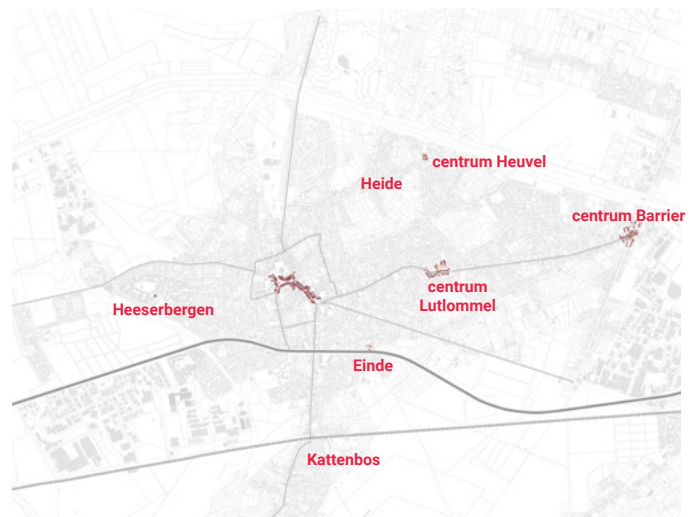 centrum Heuvel
Heide
centrum Barrier
centrum
Lutlommel
Heeserbergen
Einde
Kattenbos